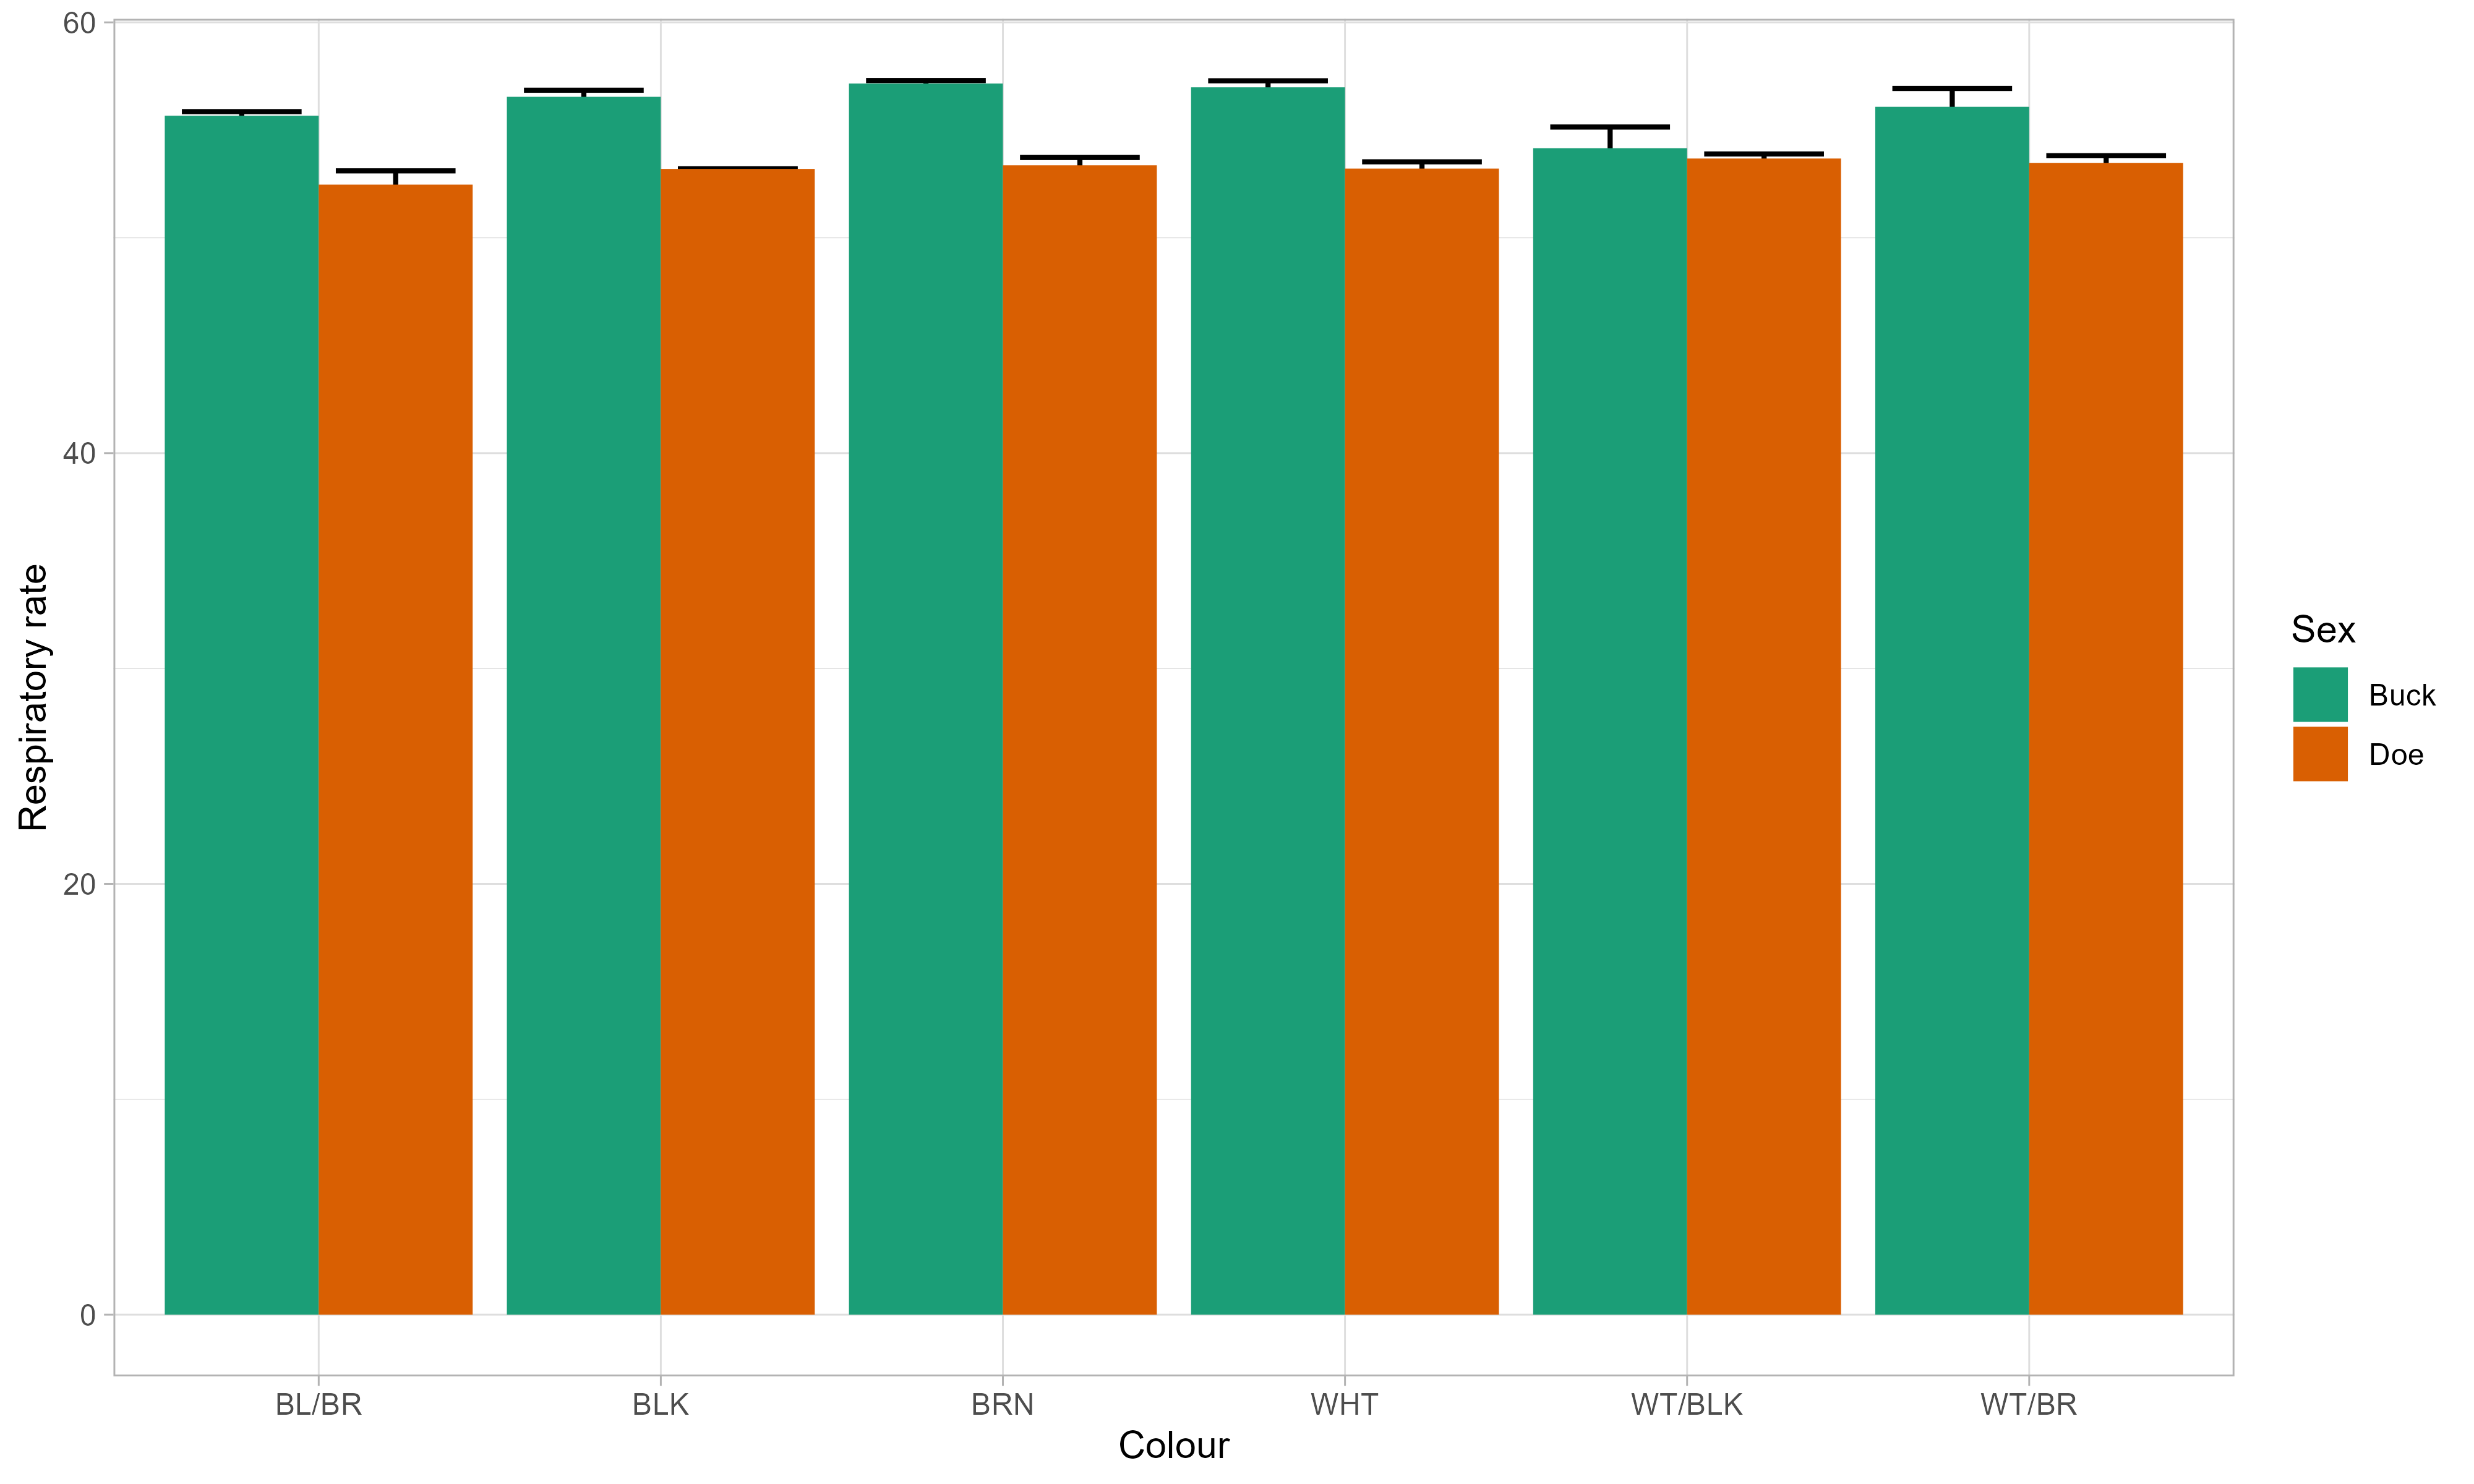 60
40
20
0
Respiratory rate
BL/BR
BLK
BRN
WHT
WT/BLK
WT/BR
Colour
Sex
Buck
Doe